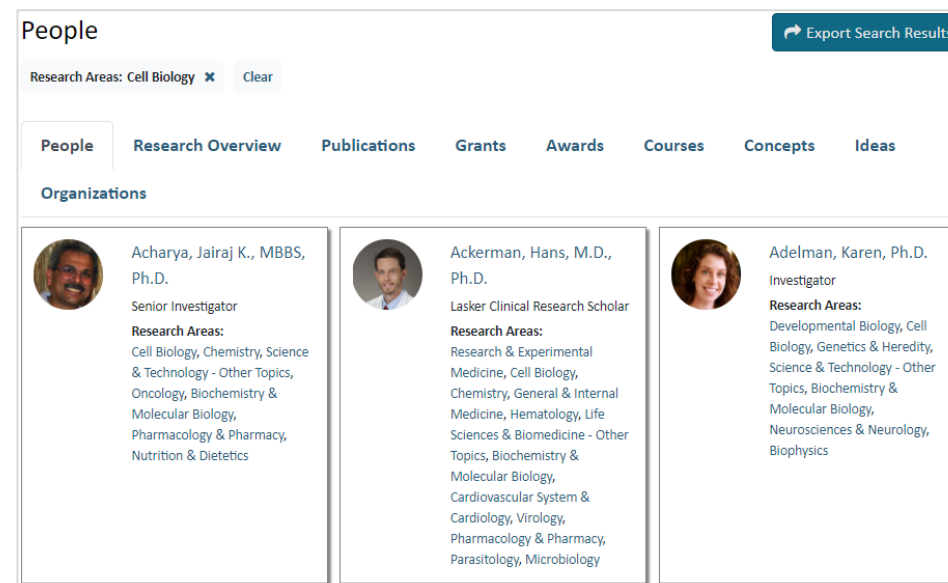 People
Export Search Results
Research Areas: Cell Biology ✖
Clear
People
Research Overview
Publications
Grants
Awards
Courses
Concepts
Ideas
Organizations
Acharya, Jairaj K., MBBS,
Ph.D.
Senior Investigator
Research Areas:
Cell Biology, Chemistry, Science
& Technology - Other Topics,
Oncology, Biochemistry &
Molecular Biology,
Pharmacology & Pharmacy,
Nutrition & Dietetics
Ackerman, Hans, M.D.,
Ph.D.
Lasker Clinical Research Scholar
Research Areas:
Research & Experimental
Medicine, Cell Biology,
Chemistry, General & Internal
Medicine, Hematology, Life
Sciences & Biomedicine - Other
Topics, Biochemistry &
Molecular Biology,
Cardiovascular System &
Cardiology, Virology,
Pharmacology & Pharmacy,
Parasitology, Microbiology
Adelman, Karen, Ph.D.
Investigator
Research Areas:
Developmental Biology, Cell
Biology, Genetics & Heredity,
Science & Technology - Other
Topics, Biochemistry &
Molecular Biology,
Neurosciences & Neurology,
Biophysics